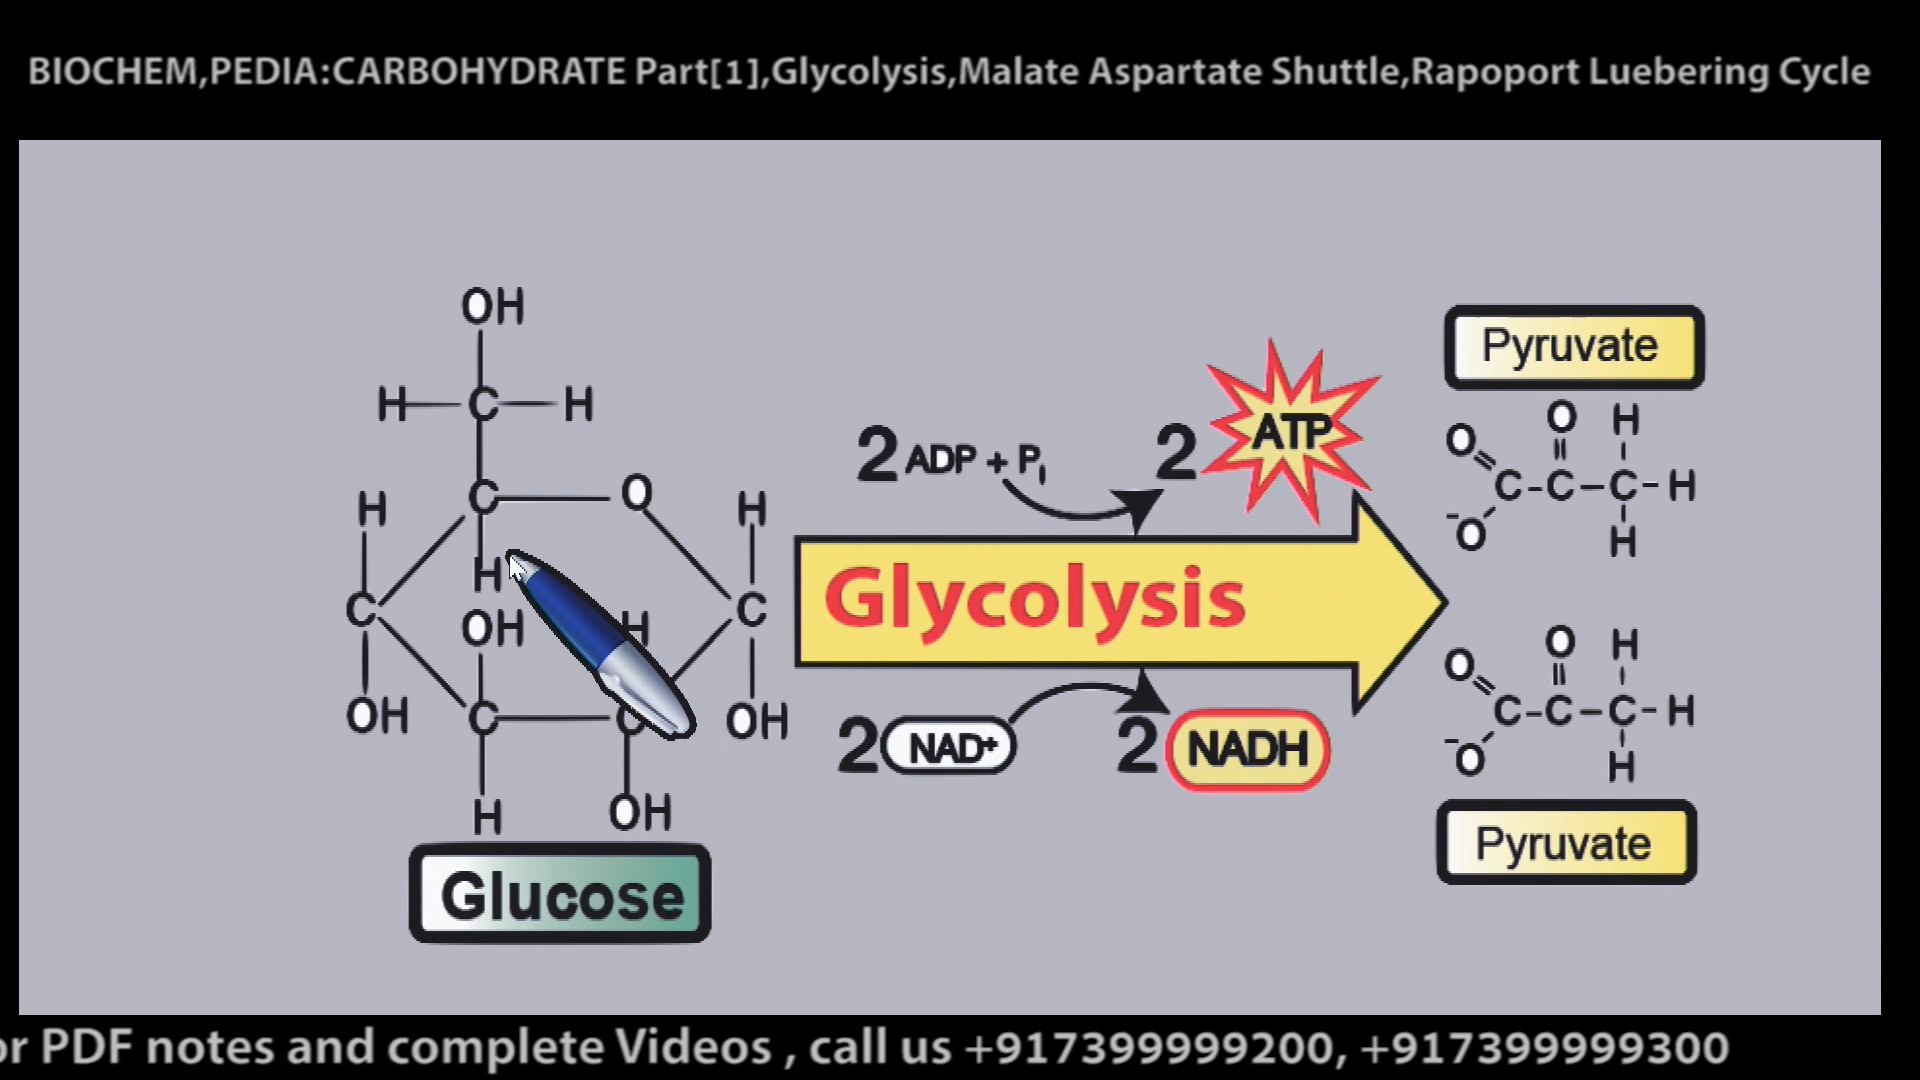 BIOCHEM,PEDIA:CARBOHYDRATE Part[1],Glycolysis,Malate Aspartate Shuttle,Rapoport Luebering Cycle
OH
H C H
C O
H H
H
C C
OH H
OH C C OH
H OH
Glucose
2 ADP + Pi 2 ATP
Glycolysis
2 NAD+ 2 NADH
Pyruvate
O O H
C-C-C-H
-O H
O O H
C-C-C-H
-O H
Pyruvate
or PDF notes and complete Videos , call us +917399999200, +917399999300